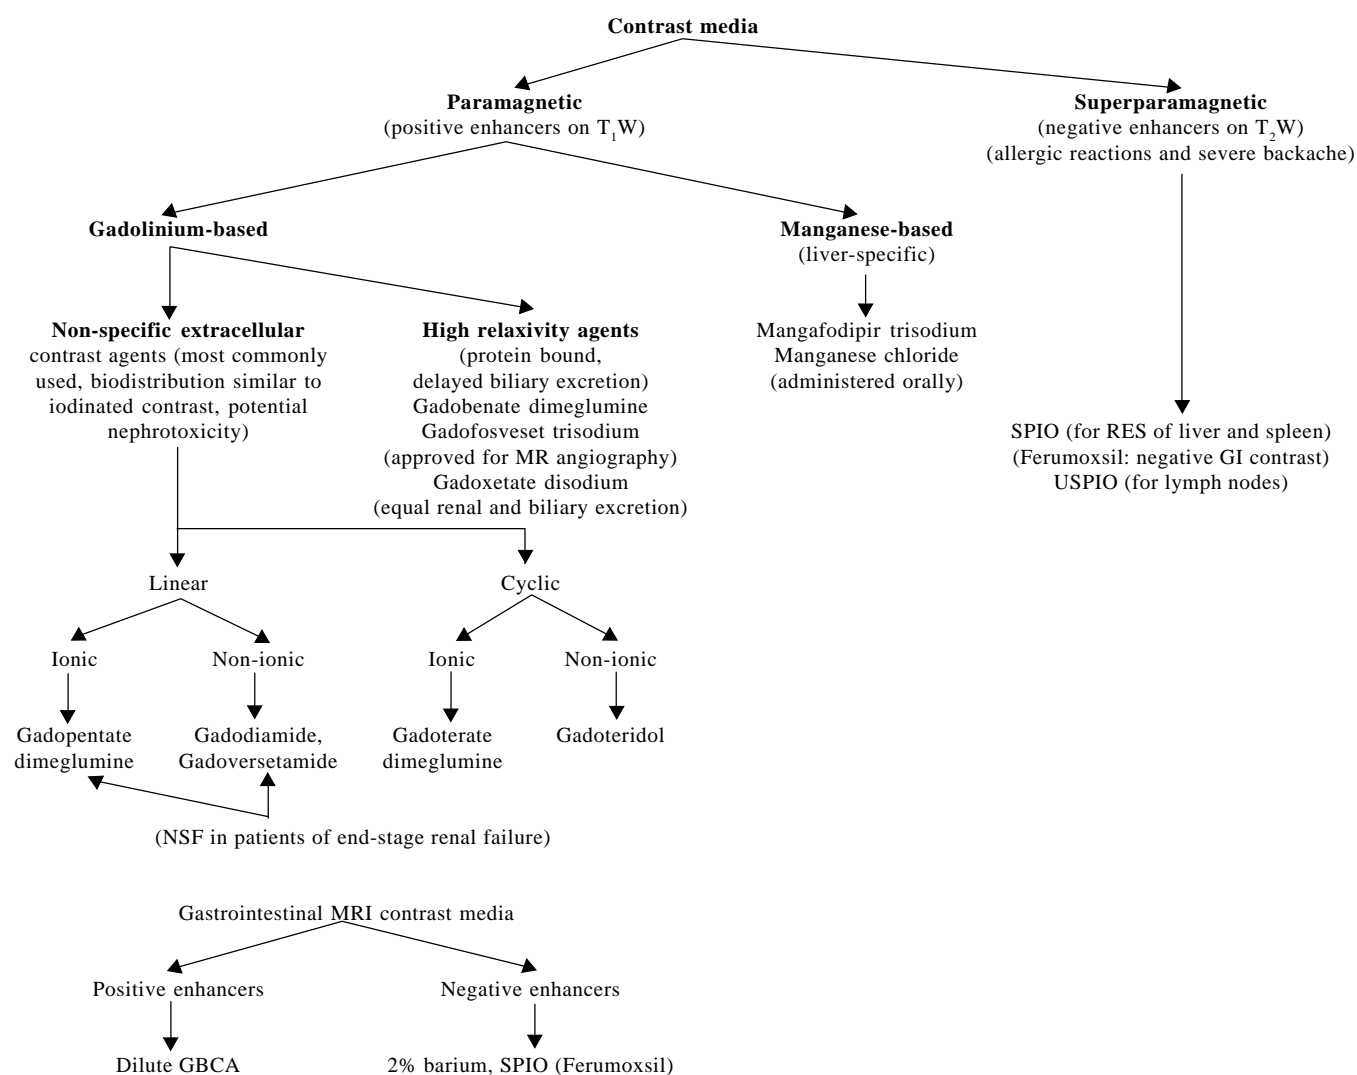 Contrast media
Paramagnetic
(positive enhancers on T₁W)
Superparamagnetic
(negative enhancers on T₂W)
(allergic reactions and severe backache)
Gadolinium-based
Manganese-based
(liver-specific)
Non-specific extracellular
contrast agents (most commonly
used, biodistribution similar to
iodinated contrast, potential
nephrotoxicity)
High relaxivity agents
(protein bound,
delayed biliary excretion)
Gadobenate dimeglumine
Gadofosveset trisodium
(approved for MR angiography)
Gadoxetate disodium
(equal renal and biliary excretion)
Mangafodipir trisodium
Manganese chloride
(administered orally)
SPIO (for RES of liver and spleen)
(Ferumoxsil: negative GI contrast)
USPIO (for lymph nodes)
Linear
Cyclic
Ionic
Non-ionic
Ionic
Non-ionic
Gadopentate
dimeglumine
Gadodiamide,
Gadoversetamide
Gadoterate
dimeglumine
Gadoteridol
(NSF in patients of end-stage renal failure)
Gastrointestinal MRI contrast media
Positive enhancers
Negative enhancers
Dilute GBCA
2% barium, SPIO (Ferumoxsil)